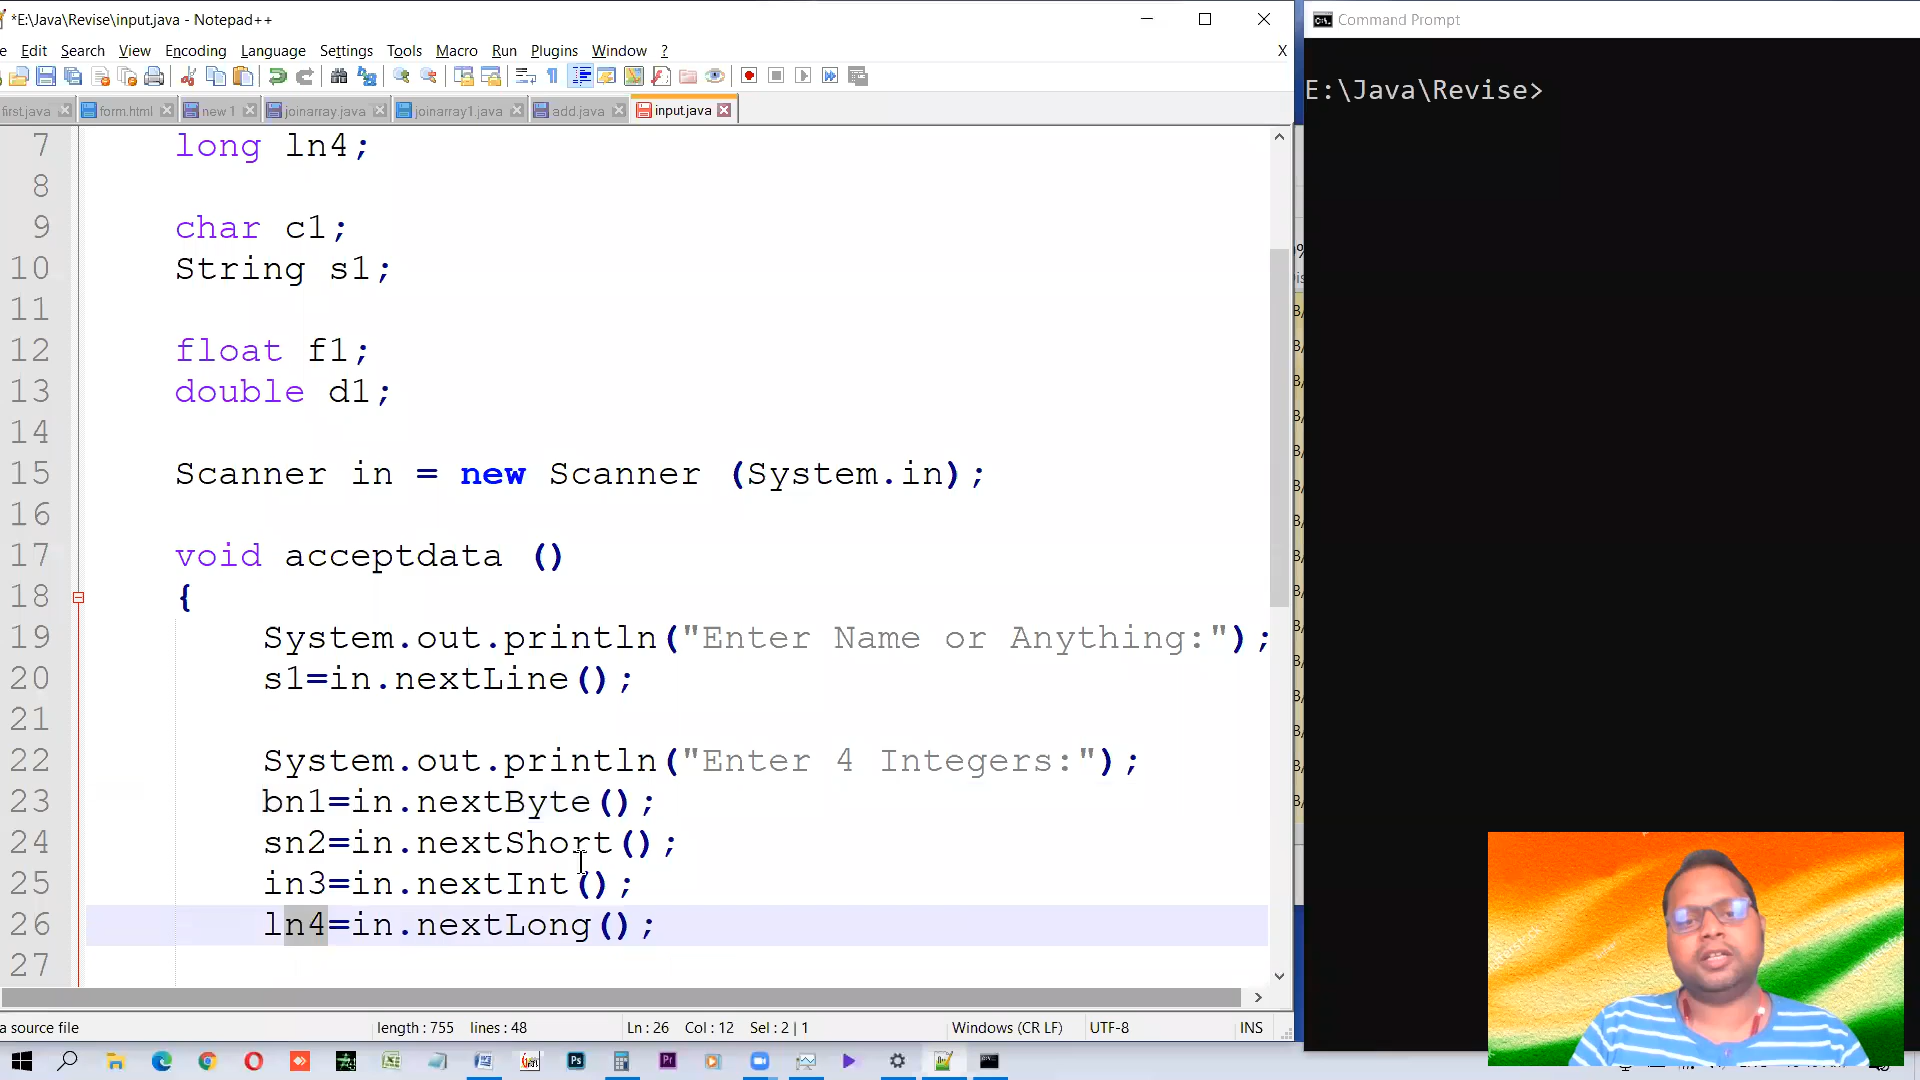 *E:\Java\Revise\input.java - Notepad++
Command Prompt
Edit Search View Encoding Language Settings Tools Macro Run Plugins Window ? X
first.java form.html new 1 joinarray.java joinarray1.java add.java input.java
E:\Java\Revise>
7 long ln4;
8
9 char c1;
10 String s1;
11
12 float f1;
13 double d1;
14
15 Scanner in = new Scanner (System.in);
16
17 void acceptdata ()
18 {
19 System.out.println("Enter Name or Anything:");
20 s1=in.nextLine();
21
22 System.out.println("Enter 4 Integers:");
23 bn1=in.nextByte();
24 sn2=in.nextShort();
25 in3=in.nextInt();
26 ln4=in.nextLong();
27
a source file length : 755 lines : 48 Ln : 26 Col : 12 Sel : 2 | 1 Windows (CR LF) UTF-8 INS